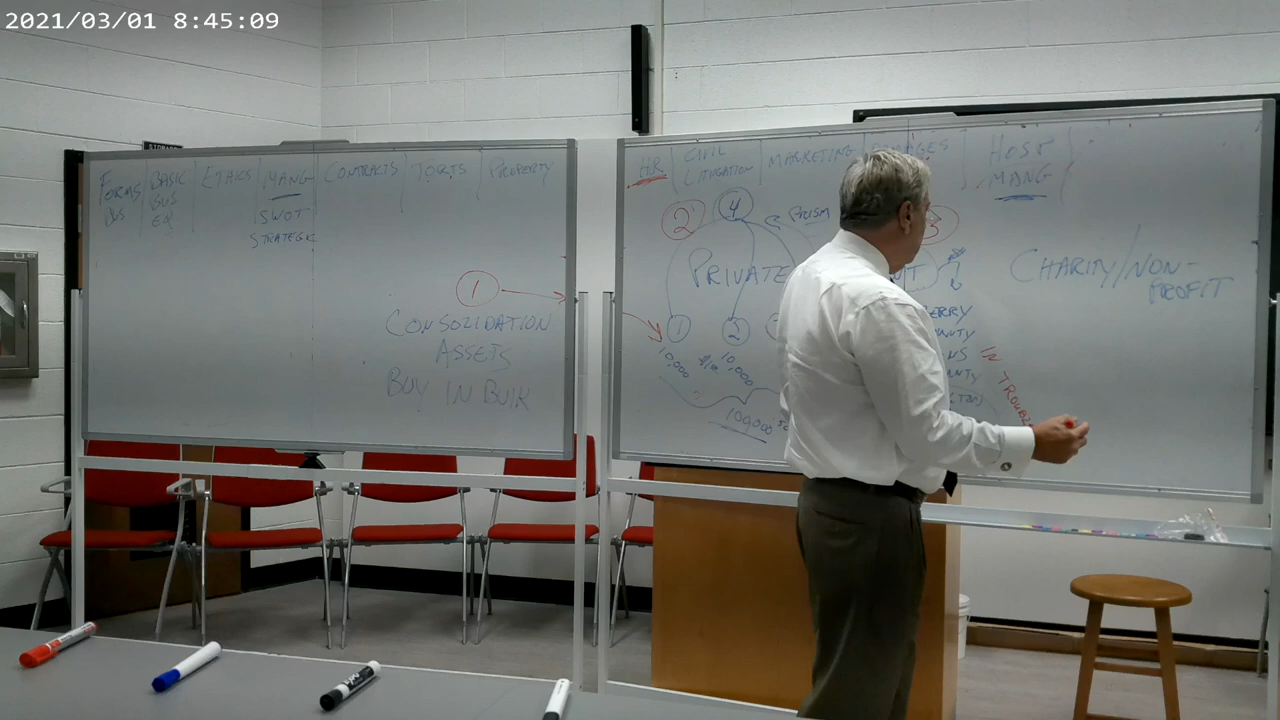 2021/03/01 8:45:09
FORMS
BUS
BASIC
BUS
EQ
ETHICS
MANG
SWOT
STRATEGIC
CONTRACTS
TORTS
PROPERTY
1
CONSOLIDATION
ASSETS
BUY IN BULK
HR
CIVIL
LITIGATION
MARKETING
HOST
MANG
2
4
PRISM
3
PRIVATE
CHARITY/NON-
PROFIT
1
2
10,000
10,000
100,000
IN TROUBL